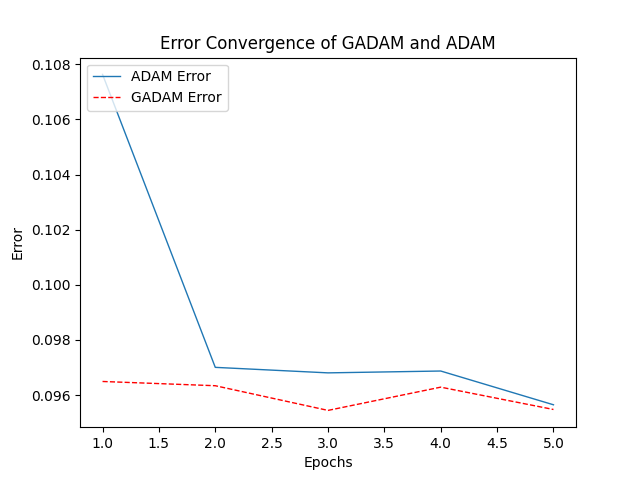 Error Convergence of GADAM and ADAM
ADAM Error
GADAM Error
0.108
0.106
0.104
0.102
0.100
0.098
0.096
Error
1.0 1.5 2.0 2.5 3.0 3.5 4.0 4.5 5.0
Epochs